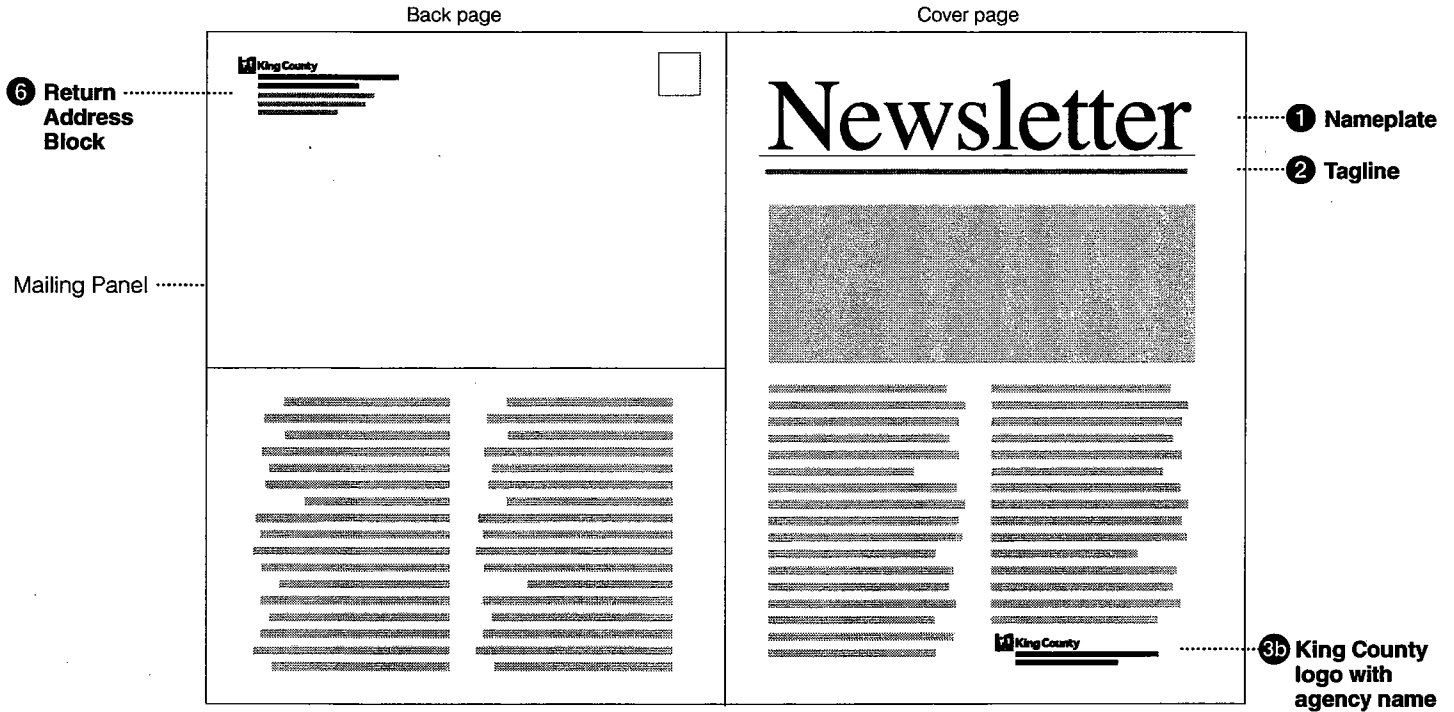 Back page
Cover page
King County
6 Return
Address
Block
Mailing Panel
Newsletter
1 Nameplate
2 Tagline
King County
3b King County
logo with
agency name